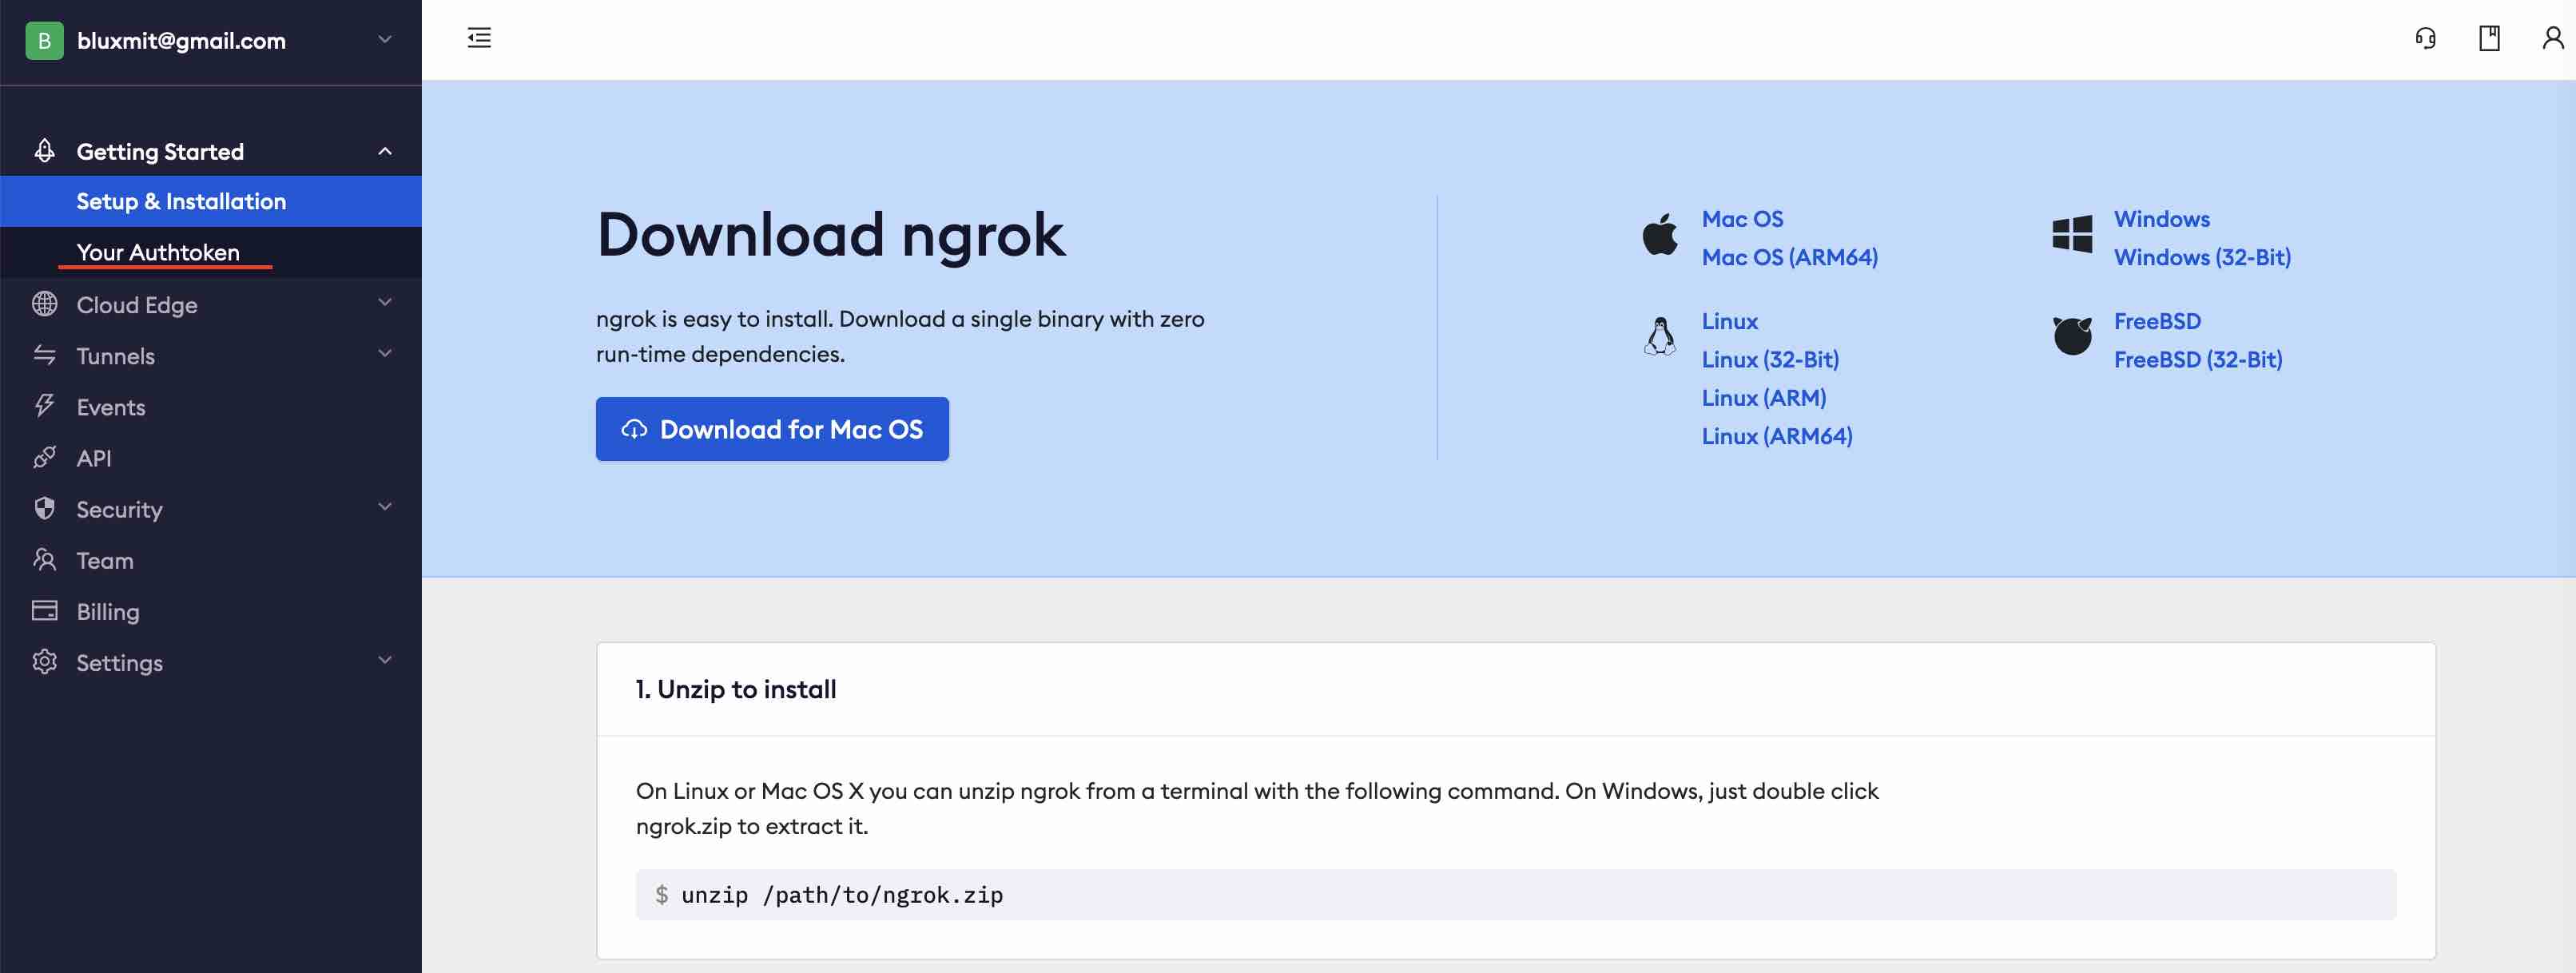 B bluxmit@gmail.com
Getting Started
Setup & Installation
Your Authtoken
Cloud Edge
Tunnels
Events
API
Security
Team
Billing
Settings
Download ngrok
ngrok is easy to install. Download a single binary with zero
run-time dependencies.
Download for Mac OS
Mac OS
Mac OS (ARM64)
Linux
Linux (32-Bit)
Linux (ARM)
Linux (ARM64)
Windows
Windows (32-Bit)
FreeBSD
FreeBSD (32-Bit)
1. Unzip to install
On Linux or Mac OS X you can unzip ngrok from a terminal with the following command. On Windows, just double click
ngrok.zip to extract it.
$ unzip /path/to/ngrok.zip